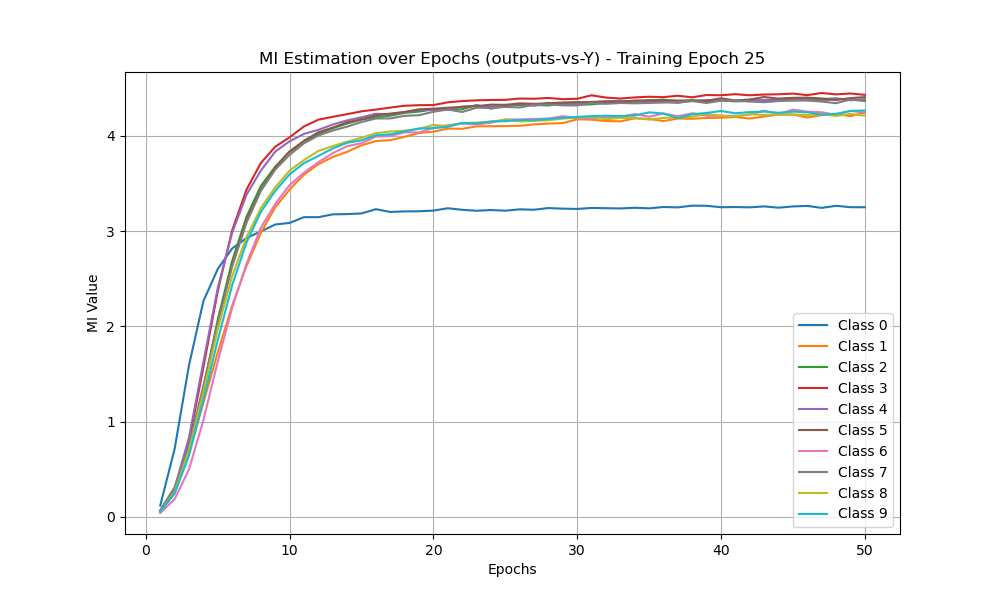 MI Estimation over Epochs (outputs-vs-Y) - Training Epoch 25
MI Value
4
3
2
1
0
0 10 20 30 40 50
Epochs
Class 0
Class 1
Class 2
Class 3
Class 4
Class 5
Class 6
Class 7
Class 8
Class 9